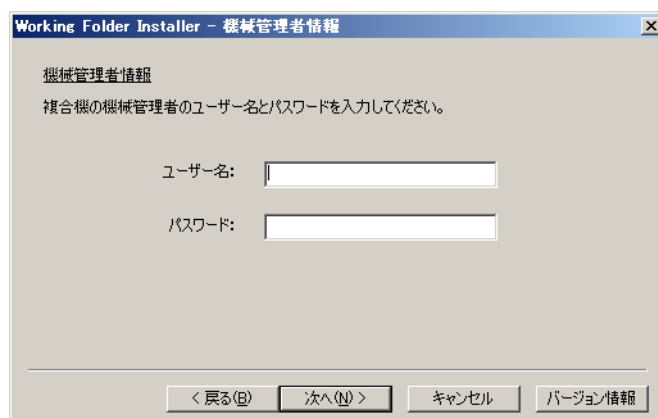 Working Folder Installer - 機械管理者情報
機械管理者情報
複合機の機械管理者のユーザー名とパスワードを入力してください。
ユーザー名:
パスワード:
< 戻る(B)
次へ(N) >
キャンセル
バージョン情報